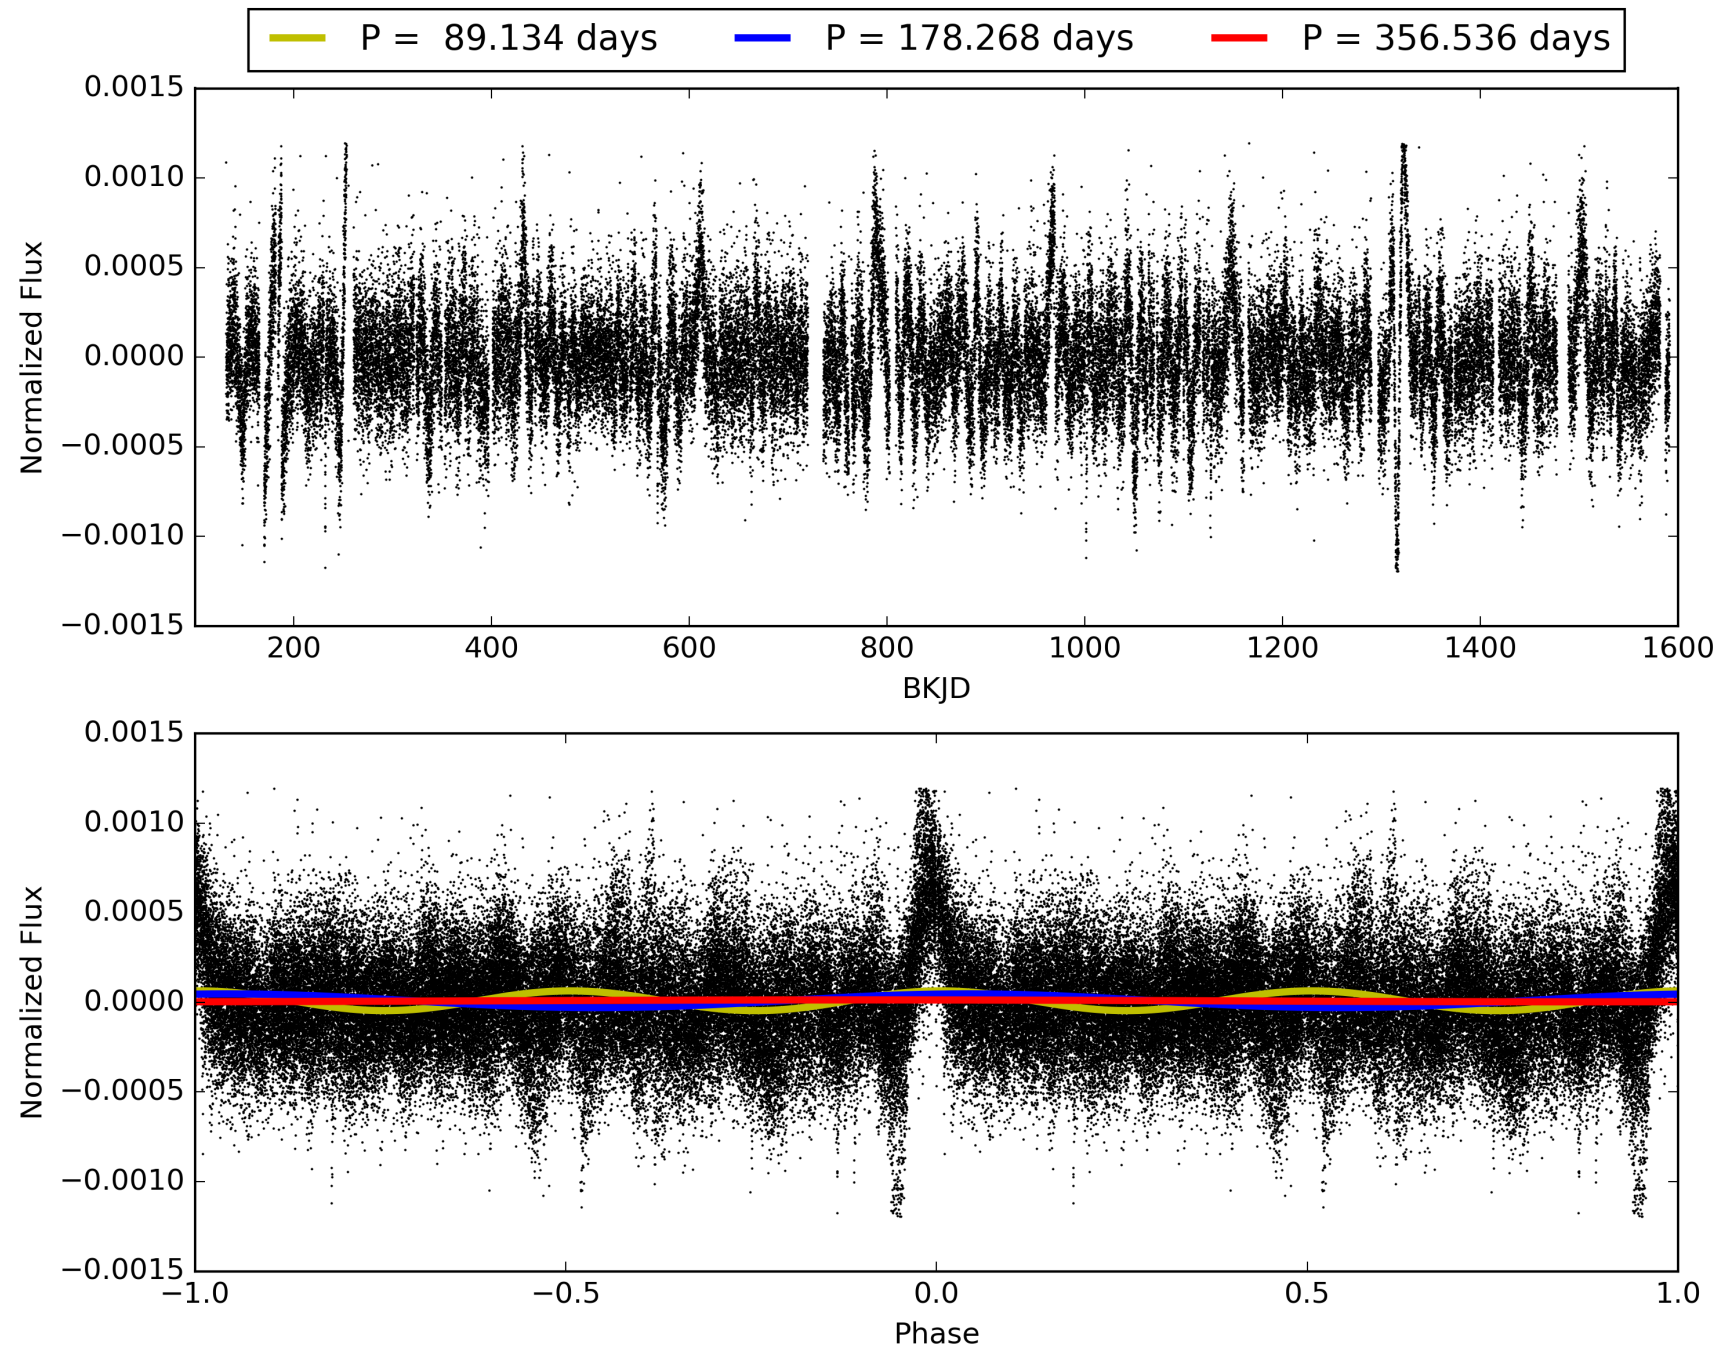 P =  89.134 days P = 178.268 days P = 356.536 days
0.0015
0.0010
0.0005
0.0000
−0.0005
−0.0010
−0.0015
Normalized Flux
200 400 600 800 1000 1200 1400 1600
BKJD
0.0015
0.0010
0.0005
0.0000
−0.0005
−0.0010
−0.0015
Normalized Flux
−1.0 −0.5 0.0 0.5 1.0
Phase